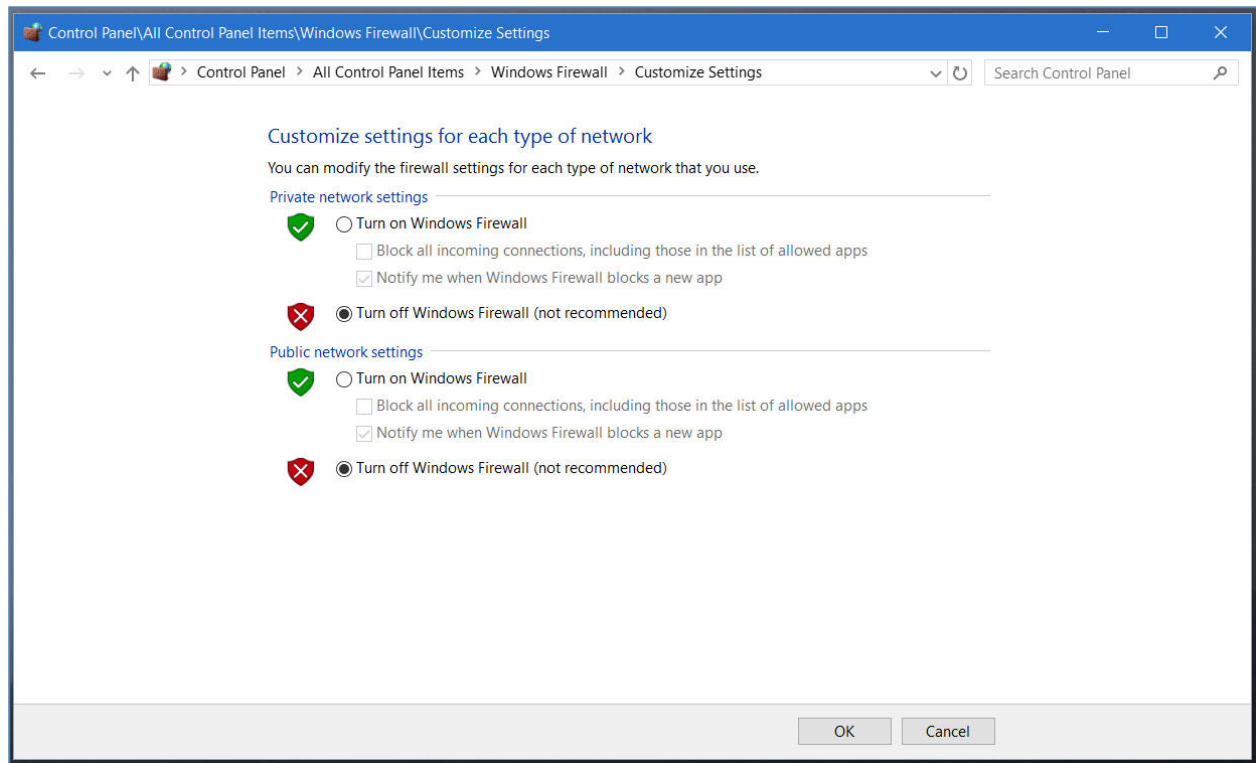 Control Panel\All Control Panel Items\Windows Firewall\Customize Settings
Control Panel > All Control Panel Items > Windows Firewall > Customize Settings
Search Control Panel
Customize settings for each type of network
You can modify the firewall settings for each type of network that you use.
Private network settings
Turn on Windows Firewall
Block all incoming connections, including those in the list of allowed apps
Notify me when Windows Firewall blocks a new app
Turn off Windows Firewall (not recommended)
Public network settings
Turn on Windows Firewall
Block all incoming connections, including those in the list of allowed apps
Notify me when Windows Firewall blocks a new app
Turn off Windows Firewall (not recommended)
OK Cancel